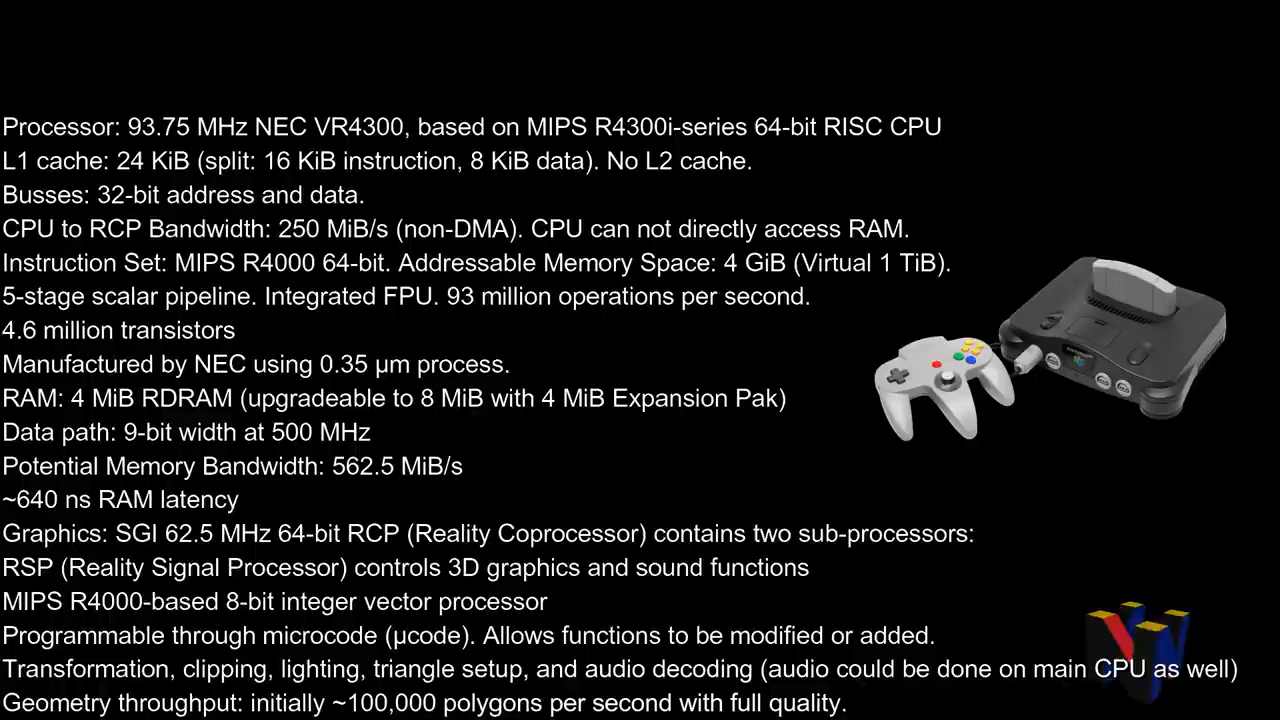 Processor: 93.75 MHz NEC VR4300, based on MIPS R4300i-series 64-bit RISC CPU
L1 cache: 24 KiB (split: 16 KiB instruction, 8 KiB data). No L2 cache.
Busses: 32-bit address and data.
CPU to RCP Bandwidth: 250 MiB/s (non-DMA). CPU can not directly access RAM.
Instruction Set: MIPS R4000 64-bit. Addressable Memory Space: 4 GiB (Virtual 1 TiB).
5-stage scalar pipeline. Integrated FPU. 93 million operations per second.
4.6 million transistors
Manufactured by NEC using 0.35 µm process.
RAM: 4 MiB RDRAM (upgradeable to 8 MiB with 4 MiB Expansion Pak)
Data path: 9-bit width at 500 MHz
Potential Memory Bandwidth: 562.5 MiB/s
~640 ns RAM latency
Graphics: SGI 62.5 MHz 64-bit RCP (Reality Coprocessor) contains two sub-processors:
RSP (Reality Signal Processor) controls 3D graphics and sound functions
MIPS R4000-based 8-bit integer vector processor
Programmable through microcode (µcode). Allows functions to be modified or added.
Transformation, clipping, lighting, triangle setup, and audio decoding (audio could be done on main CPU as well)
Geometry throughput: initially ~100,000 polygons per second with full quality.